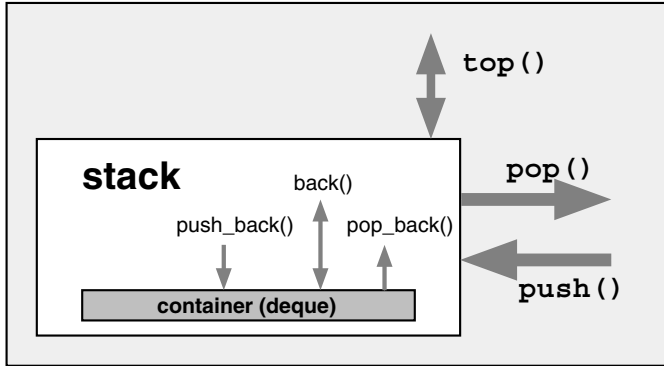 top()
stack
pop()
back()
push_back()
pop_back()
push()
container (deque)